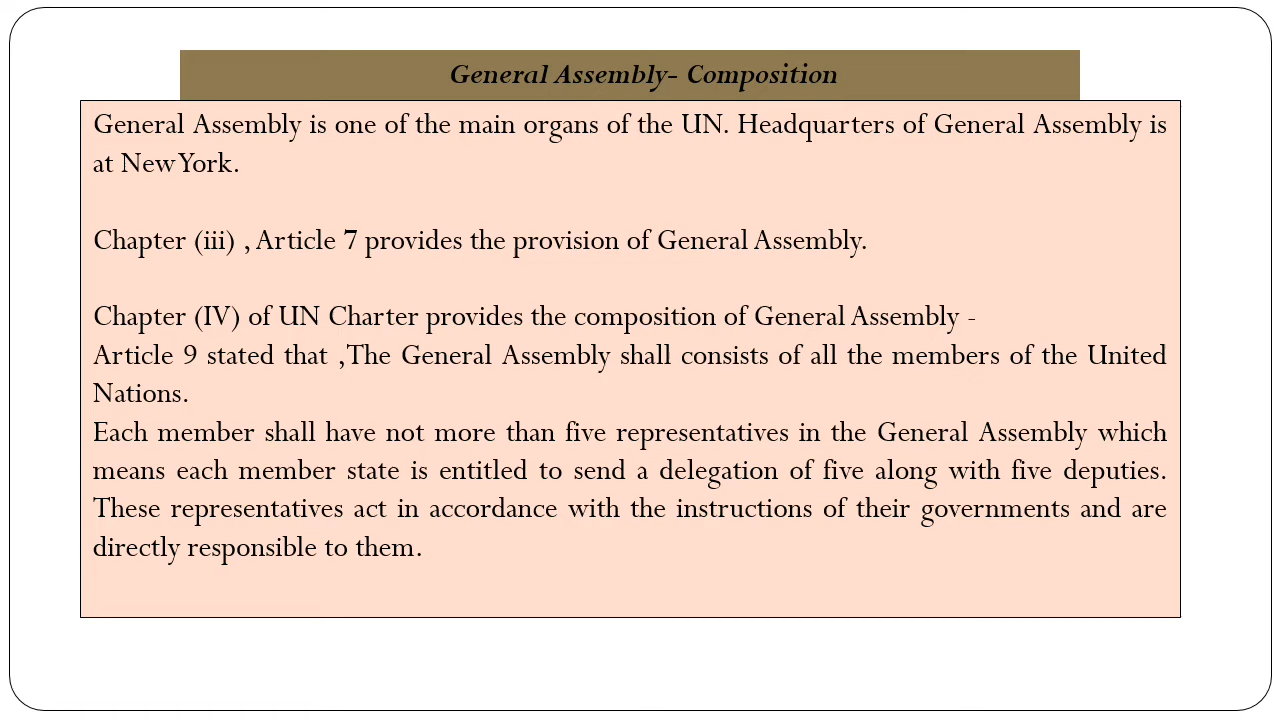 General Assembly- Composition
General Assembly is one of the main organs of the UN. Headquarters of General Assembly is
at New York.
Chapter (iii) , Article 7 provides the provision of General Assembly.
Chapter (IV) of UN Charter provides the composition of General Assembly -
Article 9 stated that ,The General Assembly shall consists of all the members of the United
Nations.
Each member shall have not more than five representatives in the General Assembly which
means each member state is entitled to send a delegation of five along with five deputies.
These representatives act in accordance with the instructions of their governments and are
directly responsible to them.